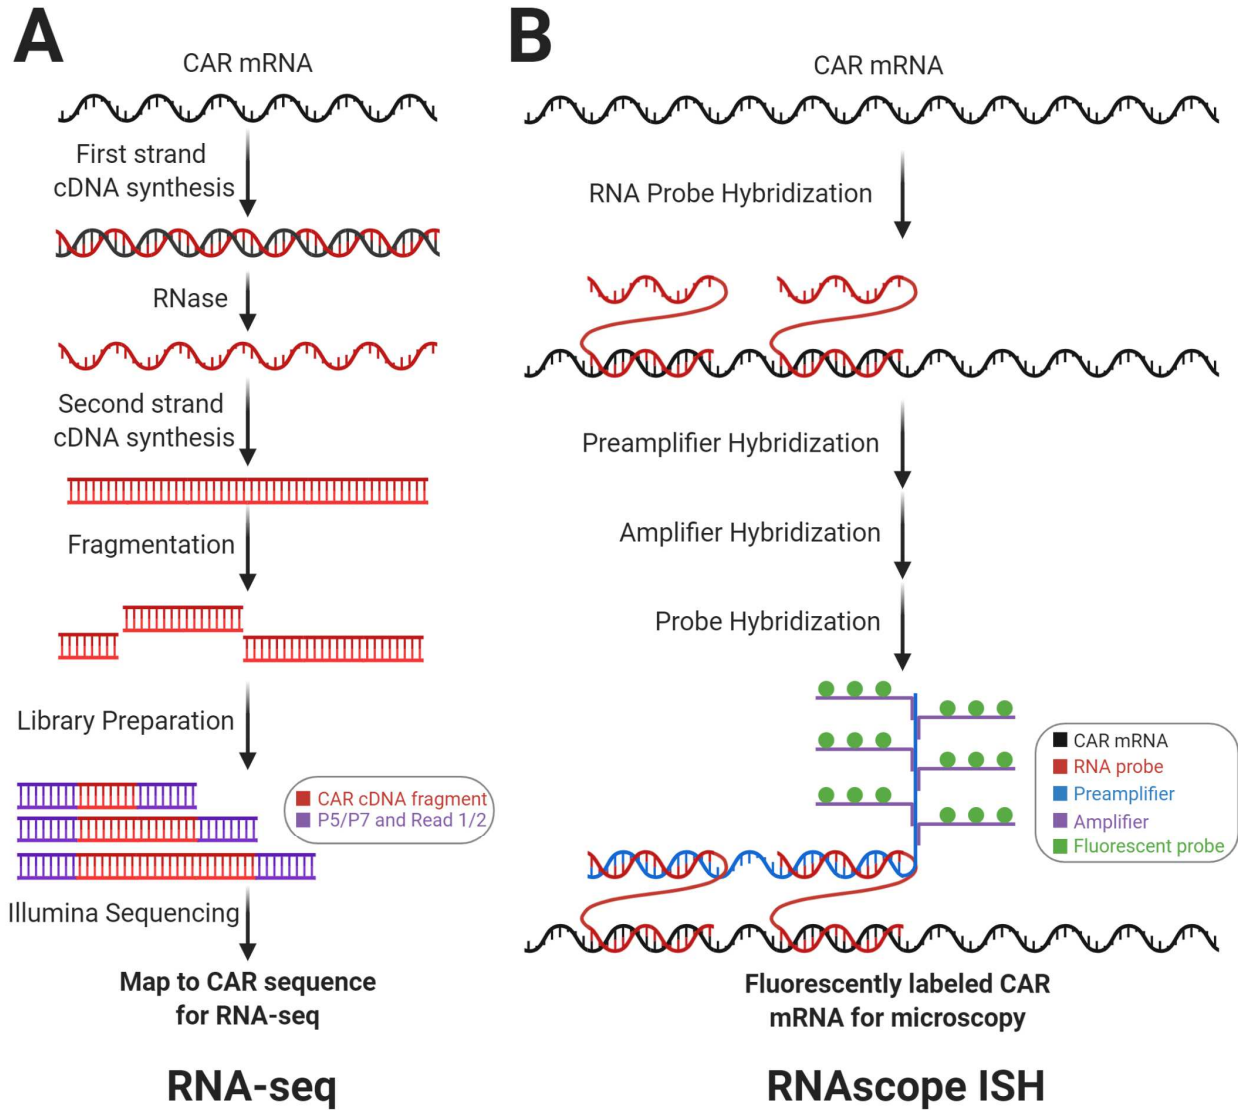 A
CAR mRNA
First strand
cDNA synthesis
RNase
Second strand
cDNA synthesis
Fragmentation
Library Preparation
CAR cDNA fragment
P5/P7 and Read 1/2
Illumina Sequencing
Map to CAR sequence
for RNA-seq
RNA-seq
B
CAR mRNA
RNA Probe Hybridization
Preamplifier Hybridization
Amplifier Hybridization
Probe Hybridization
CAR mRNA
RNA probe
Preamplifier
Amplifier
Fluorescent probe
Fluorescently labeled CAR
mRNA for microscopy
RNAscope ISH